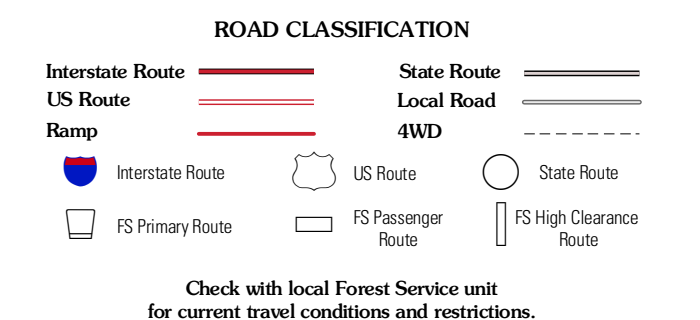 ROAD CLASSIFICATION
Interstate Route
State Route
US Route
Local Road
Ramp
4WD
Interstate Route
US Route
State Route
FS Primary Route
FS Passenger
Route
FS High Clearance
Route
Check with local Forest Service unit
for current travel conditions and restrictions.